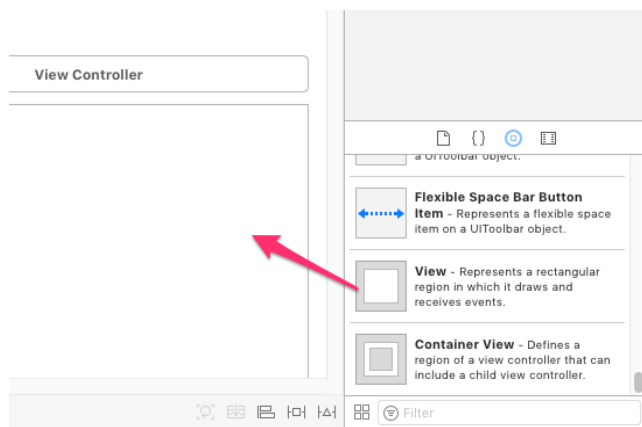 View Controller
{}
a UIToolbar object.
Flexible Space Bar Button
Item - Represents a flexible space
item on a UIToolbar object.
View - Represents a rectangular
region in which it draws and
receives events.
Container View - Defines a
region of a view controller that can
include a child view controller.
Filter